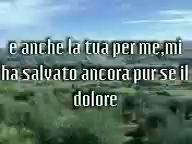 e anche la tua per me,mi
ha salvato ancora pur se il
dolore